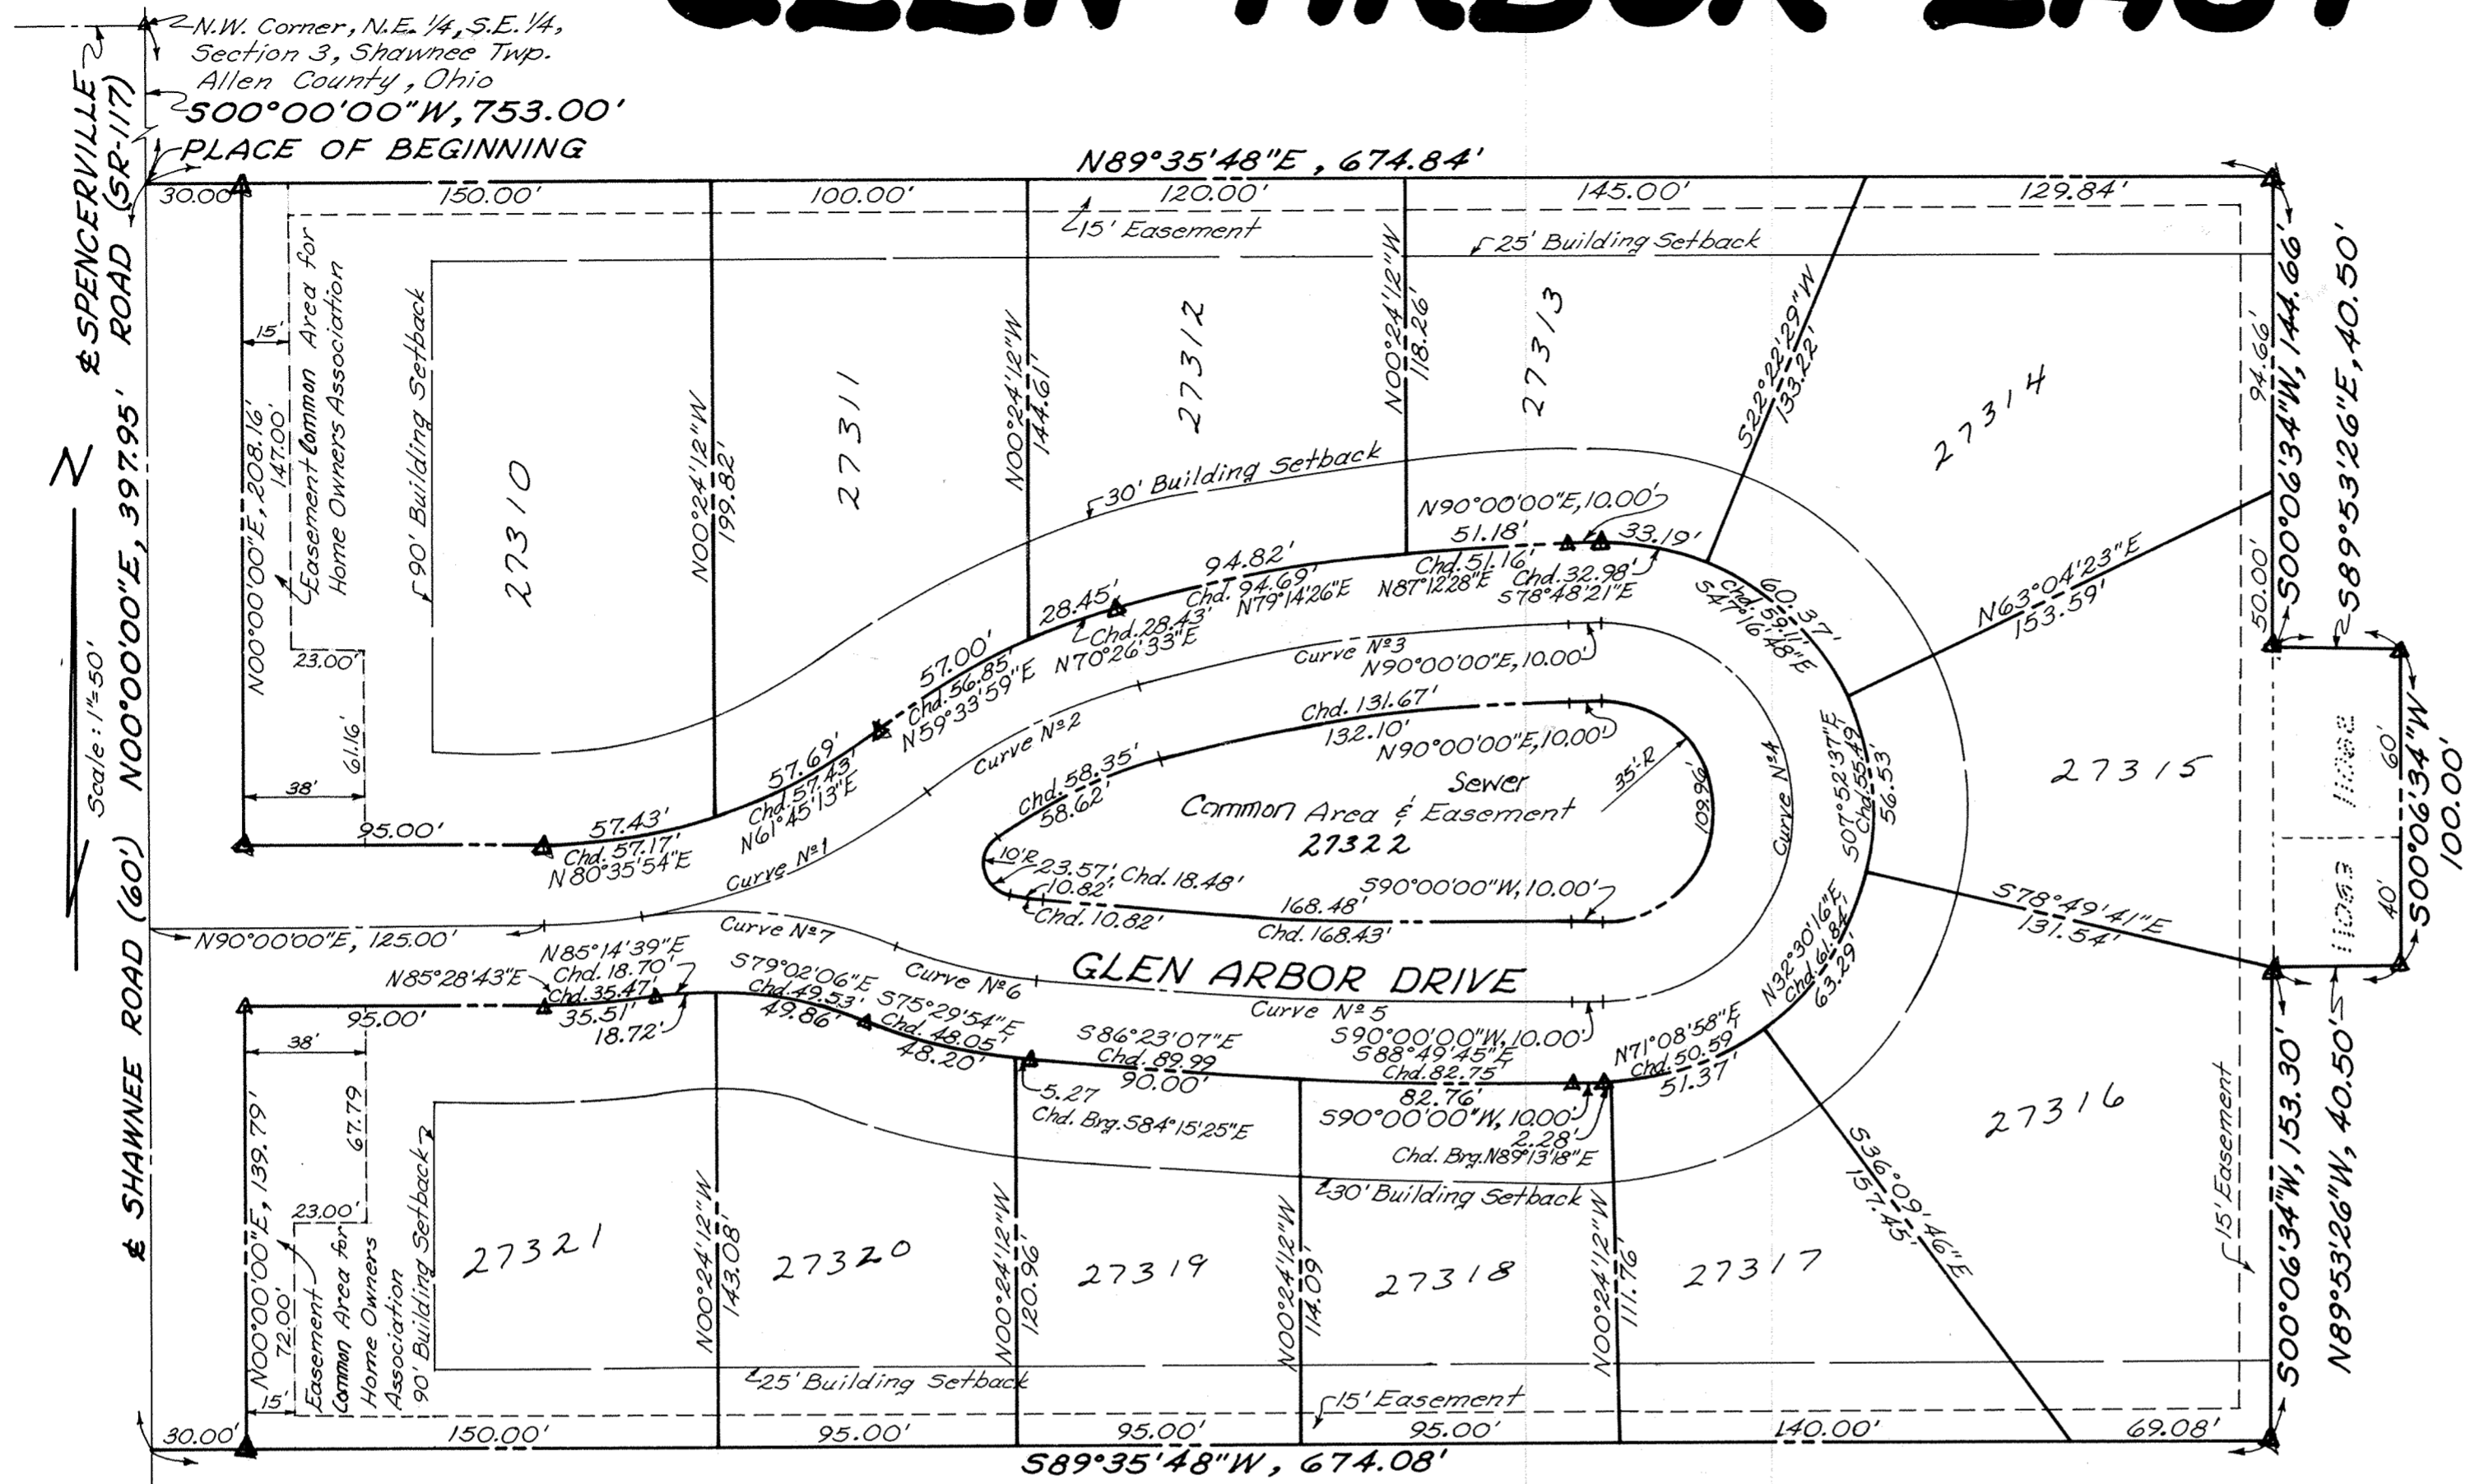 GLEN ARBOR EAST
N.W. Corner, N.E. 1/4, S.E. 1/4,
Section 3, Shawnee Twp.
Allen County, Ohio
S00°00'00"W, 753.00'
PLACE OF BEGINNING
℄ SPENCERVILLE
ROAD (SR-117)
N89°35'48"E, 674.84'
30.00'
150.00'
100.00'
120.00'
145.00'
129.84'
15' Easement
25' Building Setback
Z
Scale: 1"=50'
℄ SHAWNEE ROAD (60') N00°00'00"E, 397.95'
15'
N00°00'00"E, 208.16'
147.00'
Easement Common Area for
Home Owners Association
90' Building Setback
23.00'
61.16'
38'
95.00'
27310
N00°24'12"W
199.82'
27311
N00°24'12"W
144.61'
27312
N00°24'12"W
118.26'
27313
S22°22'29"W
133.22'
27314
N63°04'23"E
153.59'
94.66'
50.00'
S00°06'34"W, 144.66'
S89°53'26"E, 40.50'
30' Building Setback
N90°00'00"E, 10.00'
51.18'
33.19'
Chd. 51.16'
N87°12'28"E
Chd. 32.98'
S78°48'21"E
94.82'
Chd. 94.69'
N79°14'26"E
28.45'
Chd. 28.43'
N70°26'33"E
57.00'
Chd. 56.85'
N59°33'59"E
57.69'
Chd. 57.43'
N61°45'13"E
57.43'
Chd. 57.17'
N80°35'54"E
60.37'
Chd. 59.11'
S47°16'48"E
Curve Nº1
Curve Nº2
Curve Nº3
N90°00'00"E, 10.00'
Chd. 131.67'
132.10'
N90°00'00"E, 10.00'
Chd. 58.35'
58.62'
Sewer
Common Area & Easement
27322
35'-R
109.96'
Curve Nº4
S07°52'37"E
Chd. 55.49'
56.53'
27315
11082
60'
11083
40'
S00°06'34"W
100.00'
10'R
23.57', Chd. 18.48'
10.82'
Chd. 10.82'
S90°00'00"W, 10.00'
168.48'
Chd. 168.43'
S78°49'41"E
131.54'
N90°00'00"E, 125.00'
Curve Nº7
Curve Nº6
GLEN ARBOR DRIVE
Curve Nº5
N32°30'16"E
Chd. 61.84'
63.29'
N85°14'39"E
Chd. 18.70'
N85°28'43"E
Chd. 35.47'
35.51'
18.72'
95.00'
38'
S79°02'06"E
Chd. 49.53'
49.86'
S75°29'54"E
Chd. 48.05'
48.20'
S86°23'07"E
Chd. 89.99
90.00'
S90°00'00"W, 10.00'
S88°49'45"E
Chd. 82.75'
82.76'
S90°00'00"W, 10.00'
2.28'
Chd. Brg. N89°13'18"E
N71°08'58"E
Chd. 50.59
51.37'
5.27
Chd. Brg. S84°15'25"E
30' Building Setback
N00°00'00"E, 139.79'
67.79
23.00'
72.00'
15'
Easement
Common Area for
Home Owners
Association
90' Building Setback
27321
N00°24'12"W
143.08'
27320
N00°24'12"W
120.96'
27319
N00°24'12"W
114.09'
27318
N00°24'12"W
111.76'
27317
S36°09'46"E
157.45'
27316
15' Easement
S00°06'34"W, 153.30'
N89°53'26"W, 40.50'
25' Building Setback
15' Easement
30.00'
150.00'
95.00'
95.00'
95.00'
140.00'
69.08'
S89°35'48"W, 674.08'